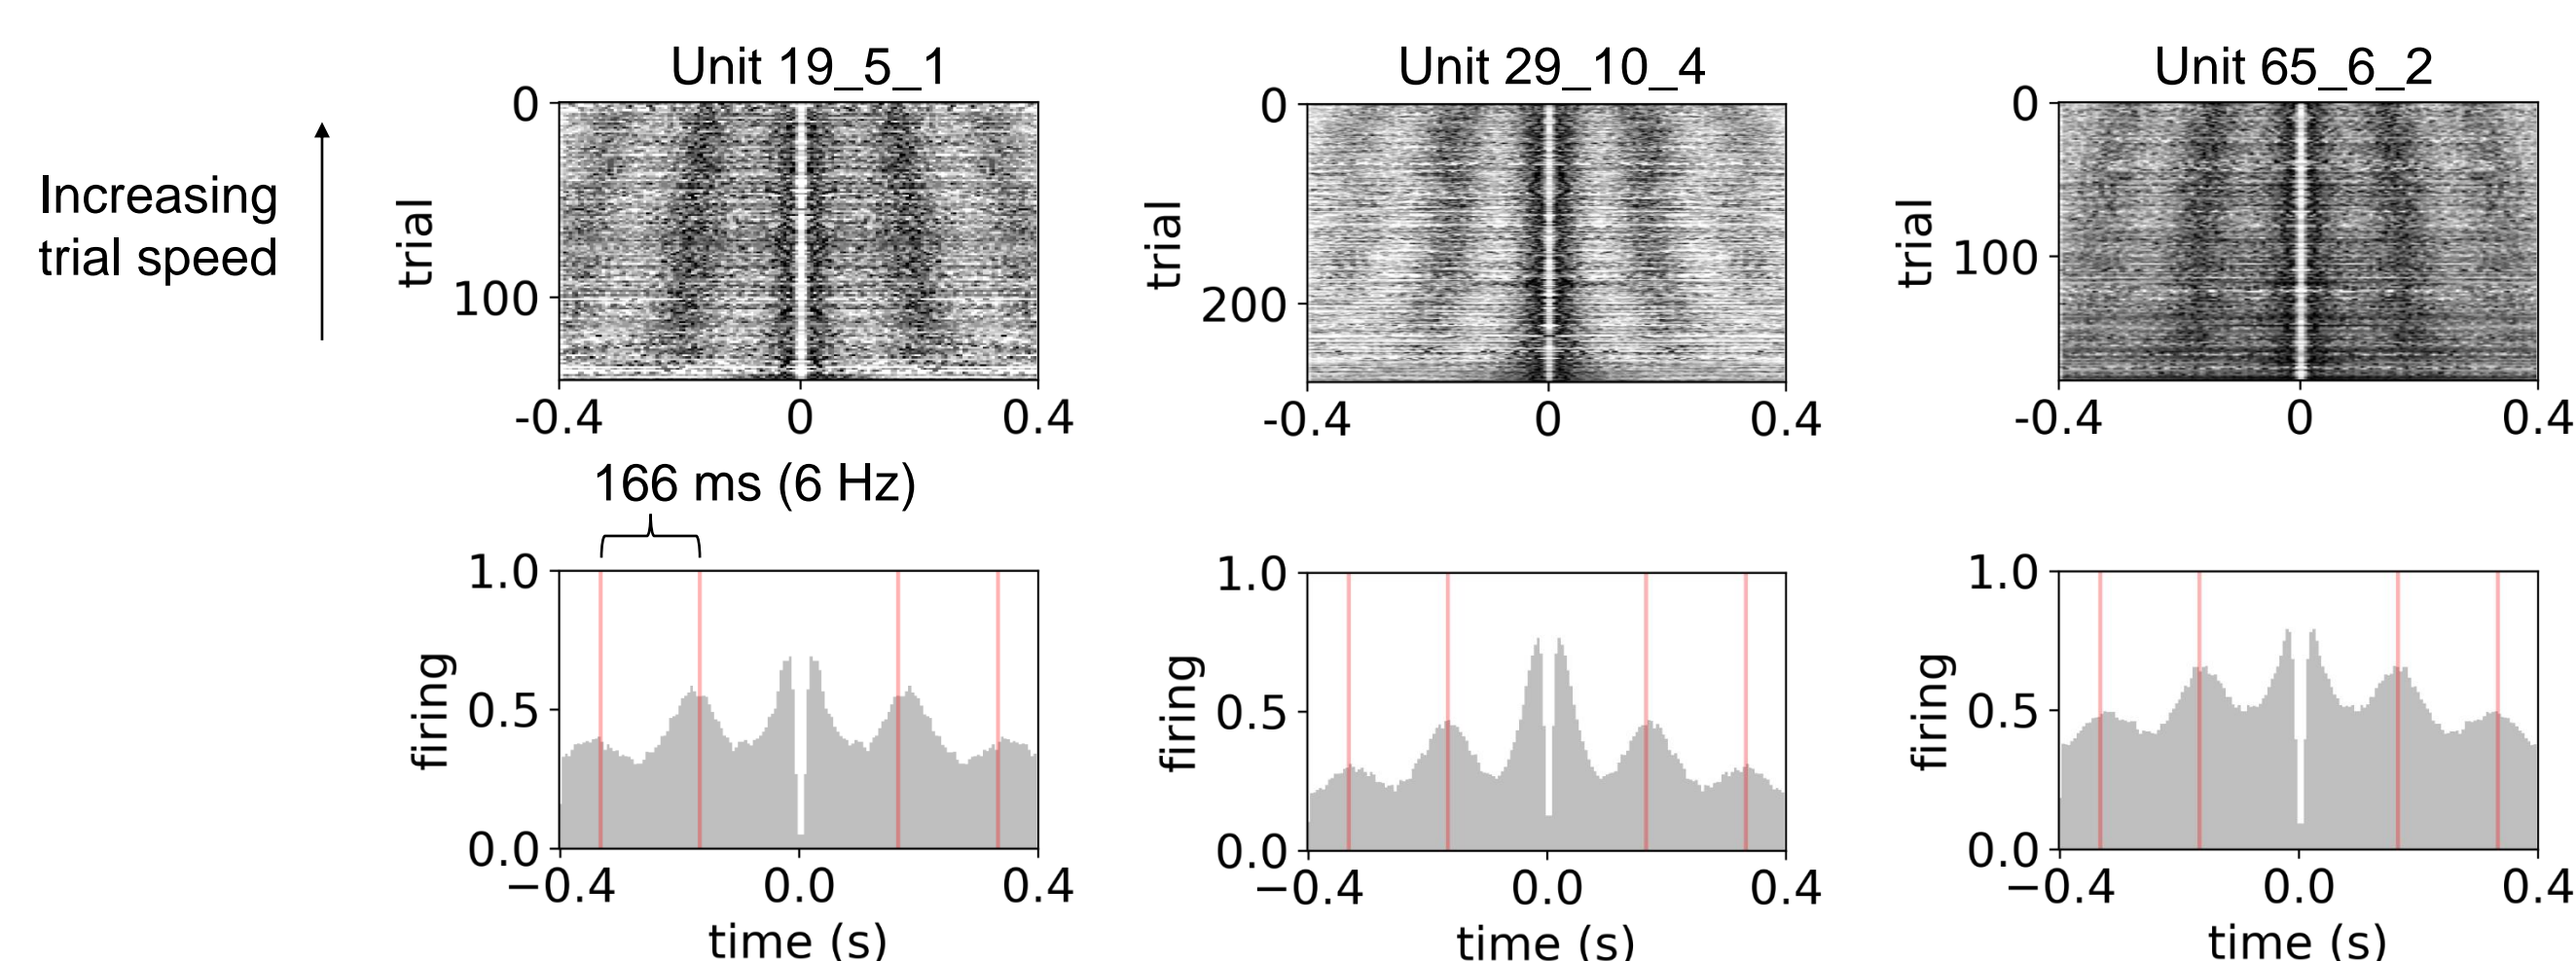 Unit 19_5_1
Unit 29_10_4
Unit 65_6_2
Increasing
trial speed
trial
0
100
-0.4
0
0.4
trial
0
200
-0.4
0
0.4
trial
0
100
-0.4
0
0.4
166 ms (6 Hz)
firing
1.0
0.5
0.0
−0.4
0.0
0.4
time (s)
firing
1.0
0.5
0.0
−0.4
0.0
0.4
time (s)
firing
1.0
0.5
0.0
−0.4
0.0
0.4
time (s)